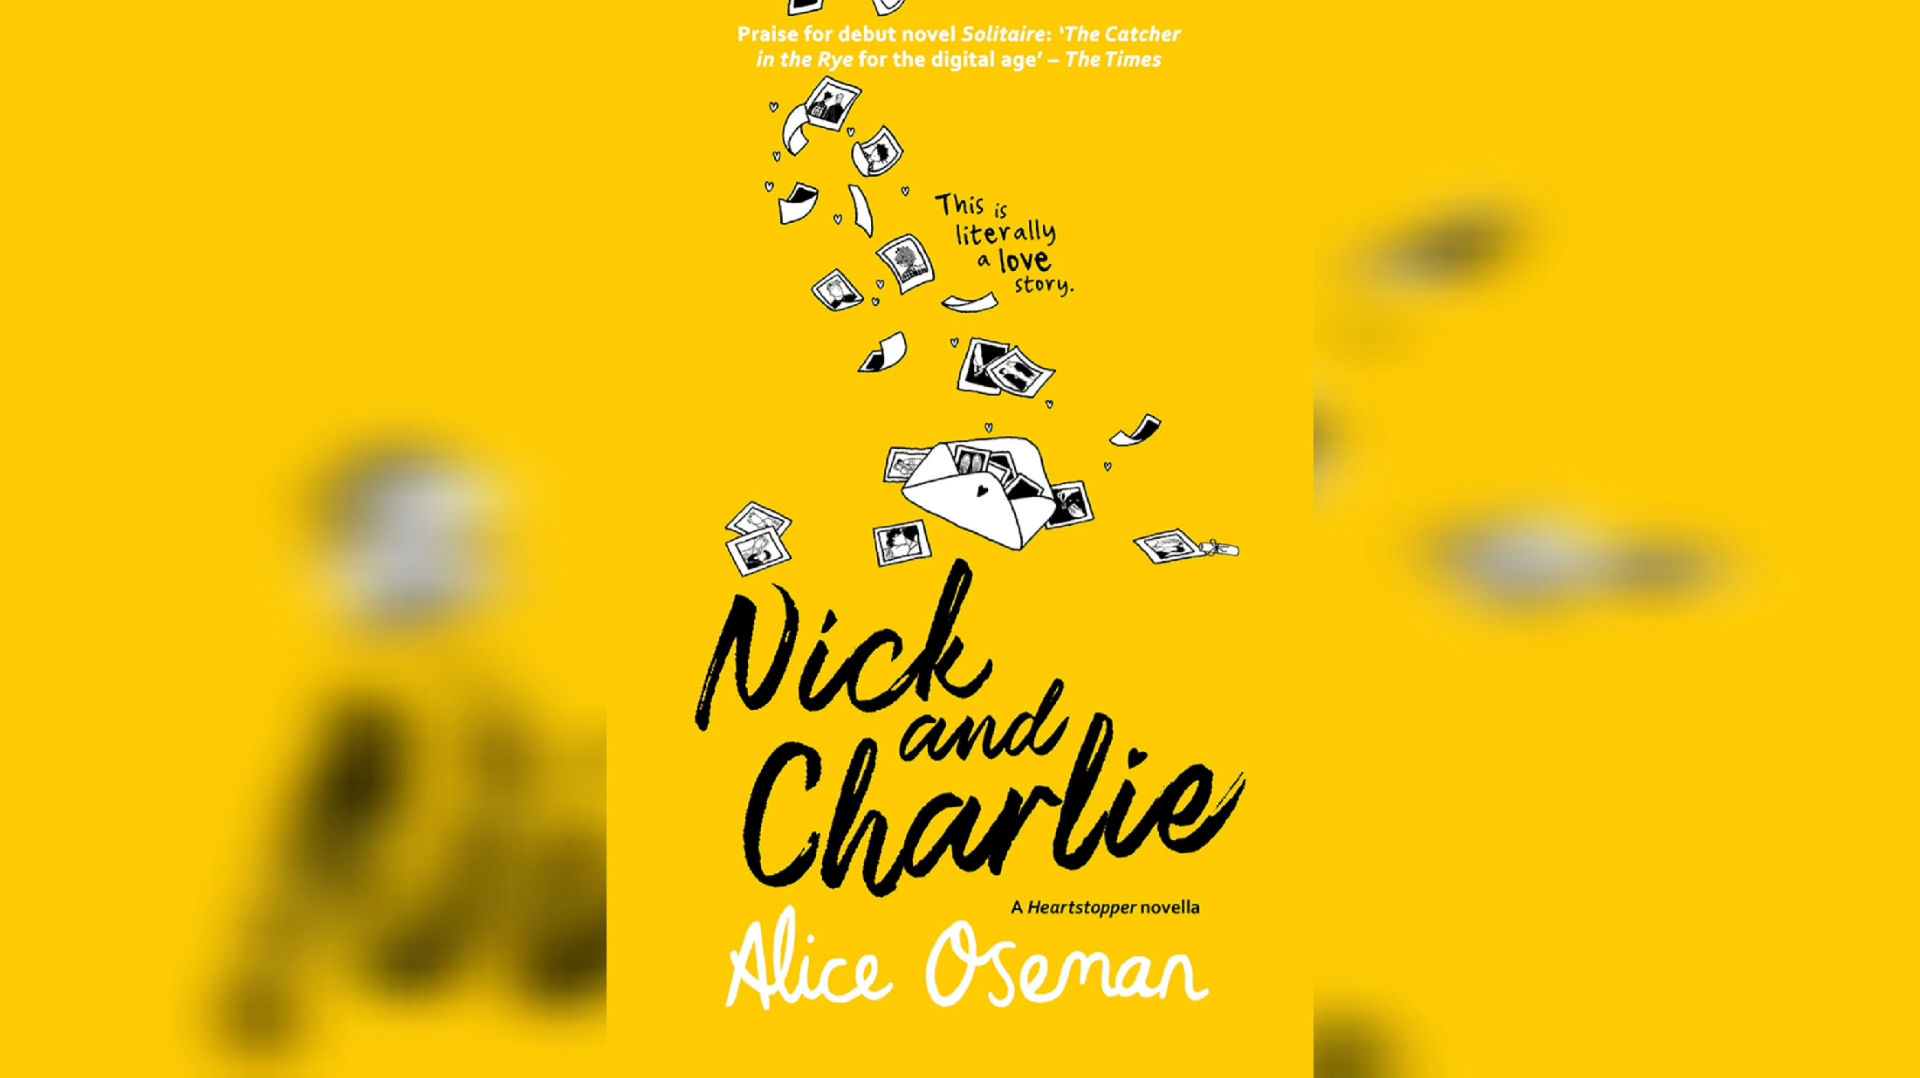 Praise for debut novel Solitaire: ‘The Catcher
in the Rye for the digital age’ – The Times
This is
literally
a love
story.
Nick
and
Charlie
A Heartstopper novella
Alice Oseman